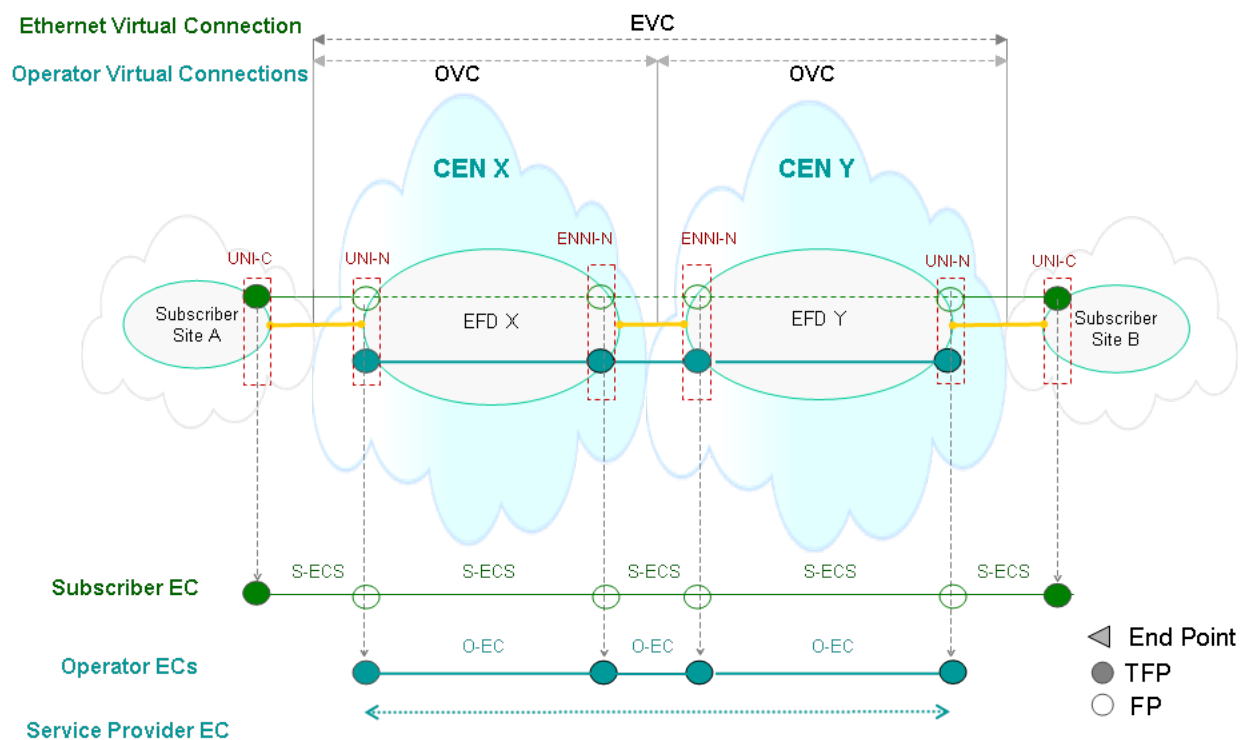 Ethernet Virtual Connection
EVC
Operator Virtual Connections
OVC
OVC
CEN X
CEN Y
UNI-C
UNI-N
ENNI-N
ENNI-N
UNI-N
UNI-C
Subscriber
Site A
EFD X
EFD Y
Subscriber
Site B
S-ECS
S-ECS
S-ECS
S-ECS
S-ECS
Subscriber EC
O-EC
O-EC
O-EC
Operator ECs
Service Provider EC
End Point
TFP
FP